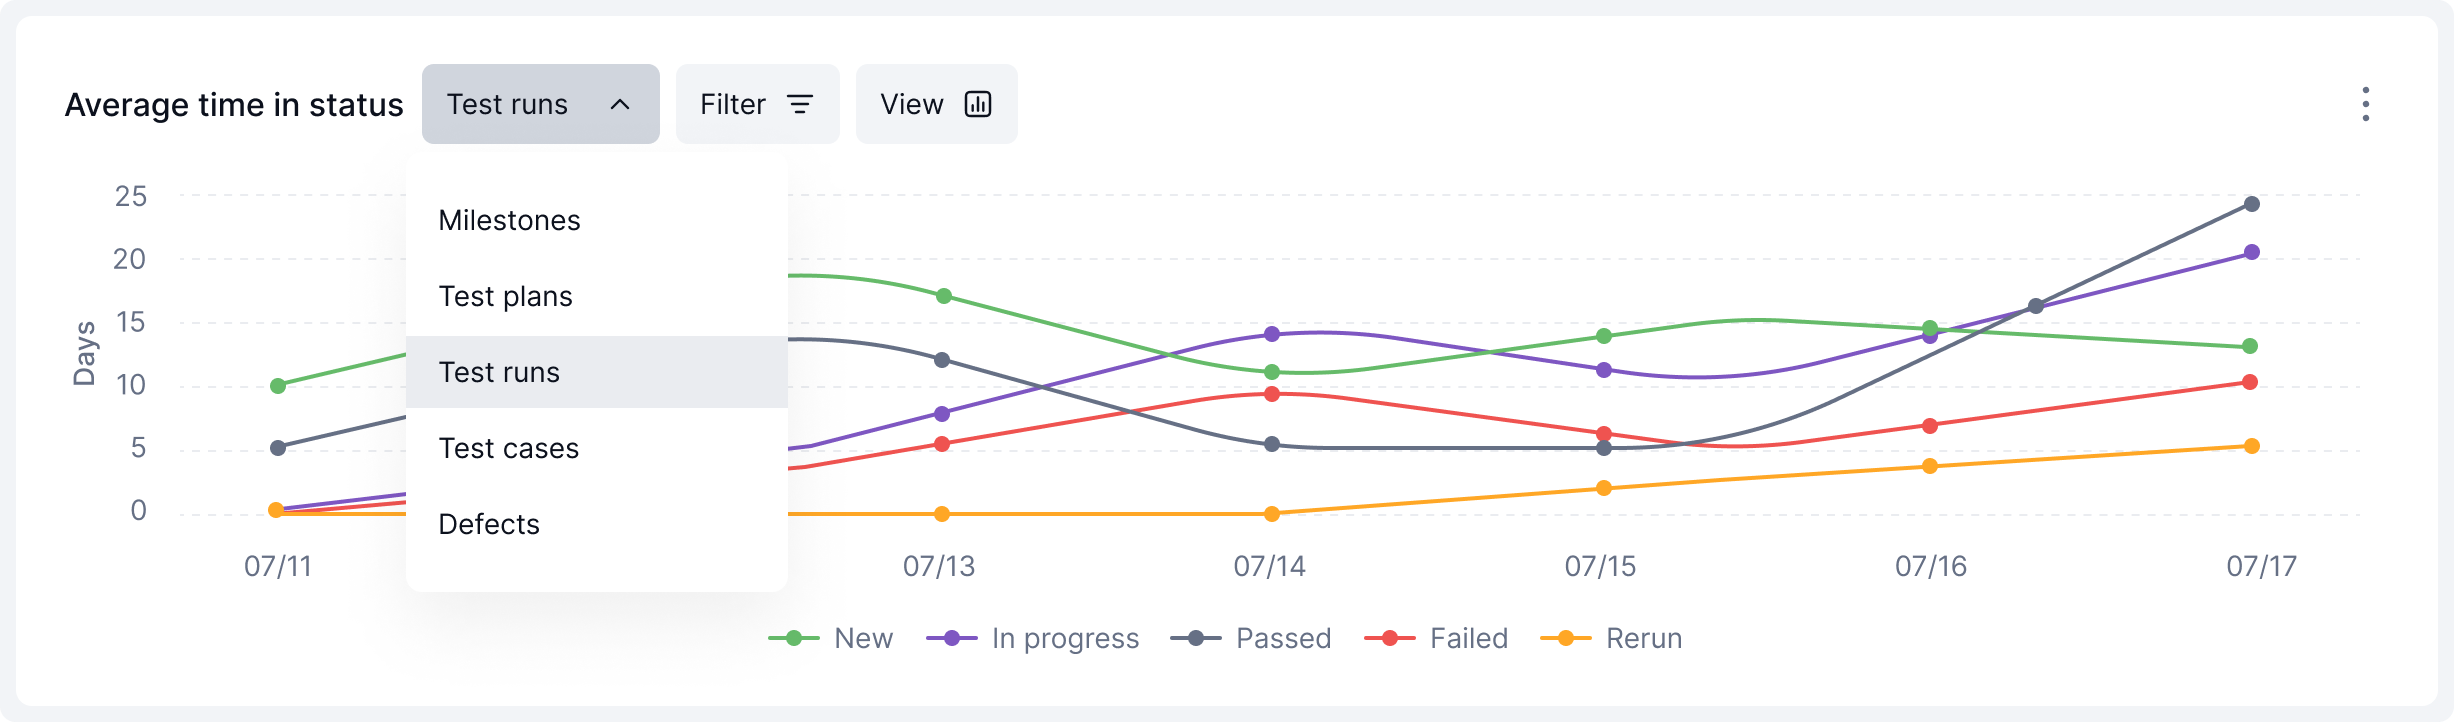 Average time in status
Test runs
Filter
View
Milestones
Test plans
Test runs
Test cases
Defects
Days
25
20
15
10
5
0
07/11
07/13
07/14
07/15
07/16
07/17
New
In progress
Passed
Failed
Rerun